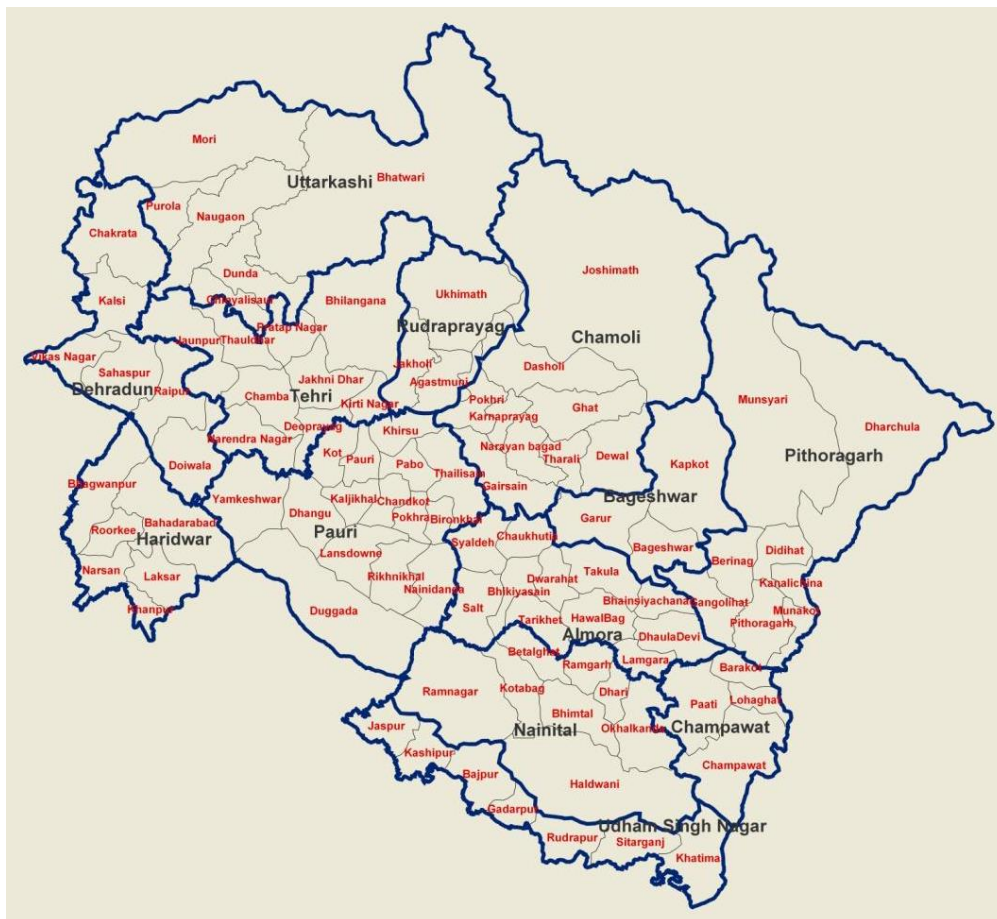 Mori
Uttarkashi
Bhatwari
Purola
Naugaon
Chakrata
Dunda
Joshimath
Kalsi
Chinyalisaur
Bhilangana
Ukhimath
Pratap Nagar
Rudraprayag
Chamoli
Jaunpur
Thauldhar
Vikas Nagar
Sahaspur
Jakholi
Dasholi
Dehradun
Raipur
Jakhni Dhar
Agastmuni
Tehri
Chamba
Kirti Nagar
Pokhri
Ghat
Munsyari
Karnaprayag
Deoprayag
Khirsu
Dharchula
Narendra Nagar
Narayan bagad
Kot
Pauri
Pabo
Tharali
Dewal
Pithoragarh
Doiwala
Kapkot
Thailisain
Bhagwanpur
Gairsain
Yamkeshwar
Kaljikhal
Chandkot
Bageshwar
Dhangu
Pokhra
Bironkhal
Garur
Bahadarabad
Roorkee
Haridwar
Pauri
Syaldeh
Chaukhutia
Bageshwar
Didihat
Lansdowne
Berinag
Narsan
Laksar
Rikhnikhal
Nainidanda
Dwarahat
Takula
Bhikiyasain
Kanalichina
Khanpur
Duggada
Salt
Bhainsiyachana
Gangolihat
Munakot
Tarikhet
HawalBag
Pithoragarh
Almora
DhaulaDevi
Betalghat
Ramgarh
Lamgara
Barakot
Ramnagar
Kotabag
Dhari
Paati
Lohaghat
Bhimtal
Jaspur
Nainital
Okhalkanda
Champawat
Kashipur
Champawat
Bajpur
Haldwani
Gadarpur
Udham Singh Nagar
Rudrapur
Sitarganj
Khatima